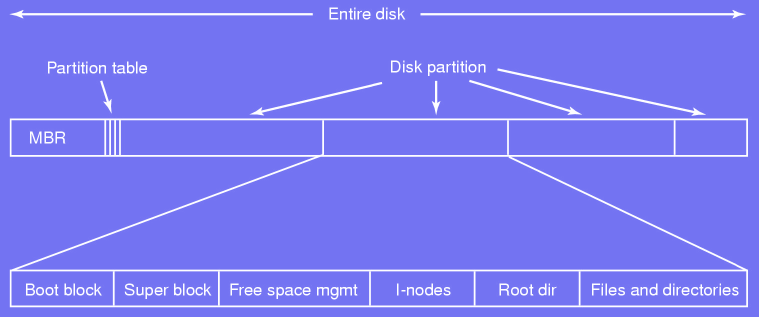 Entire disk
Partition table
Disk partition
MBR
Boot block
Super block
Free space mgmt
I-nodes
Root dir
Files and directories